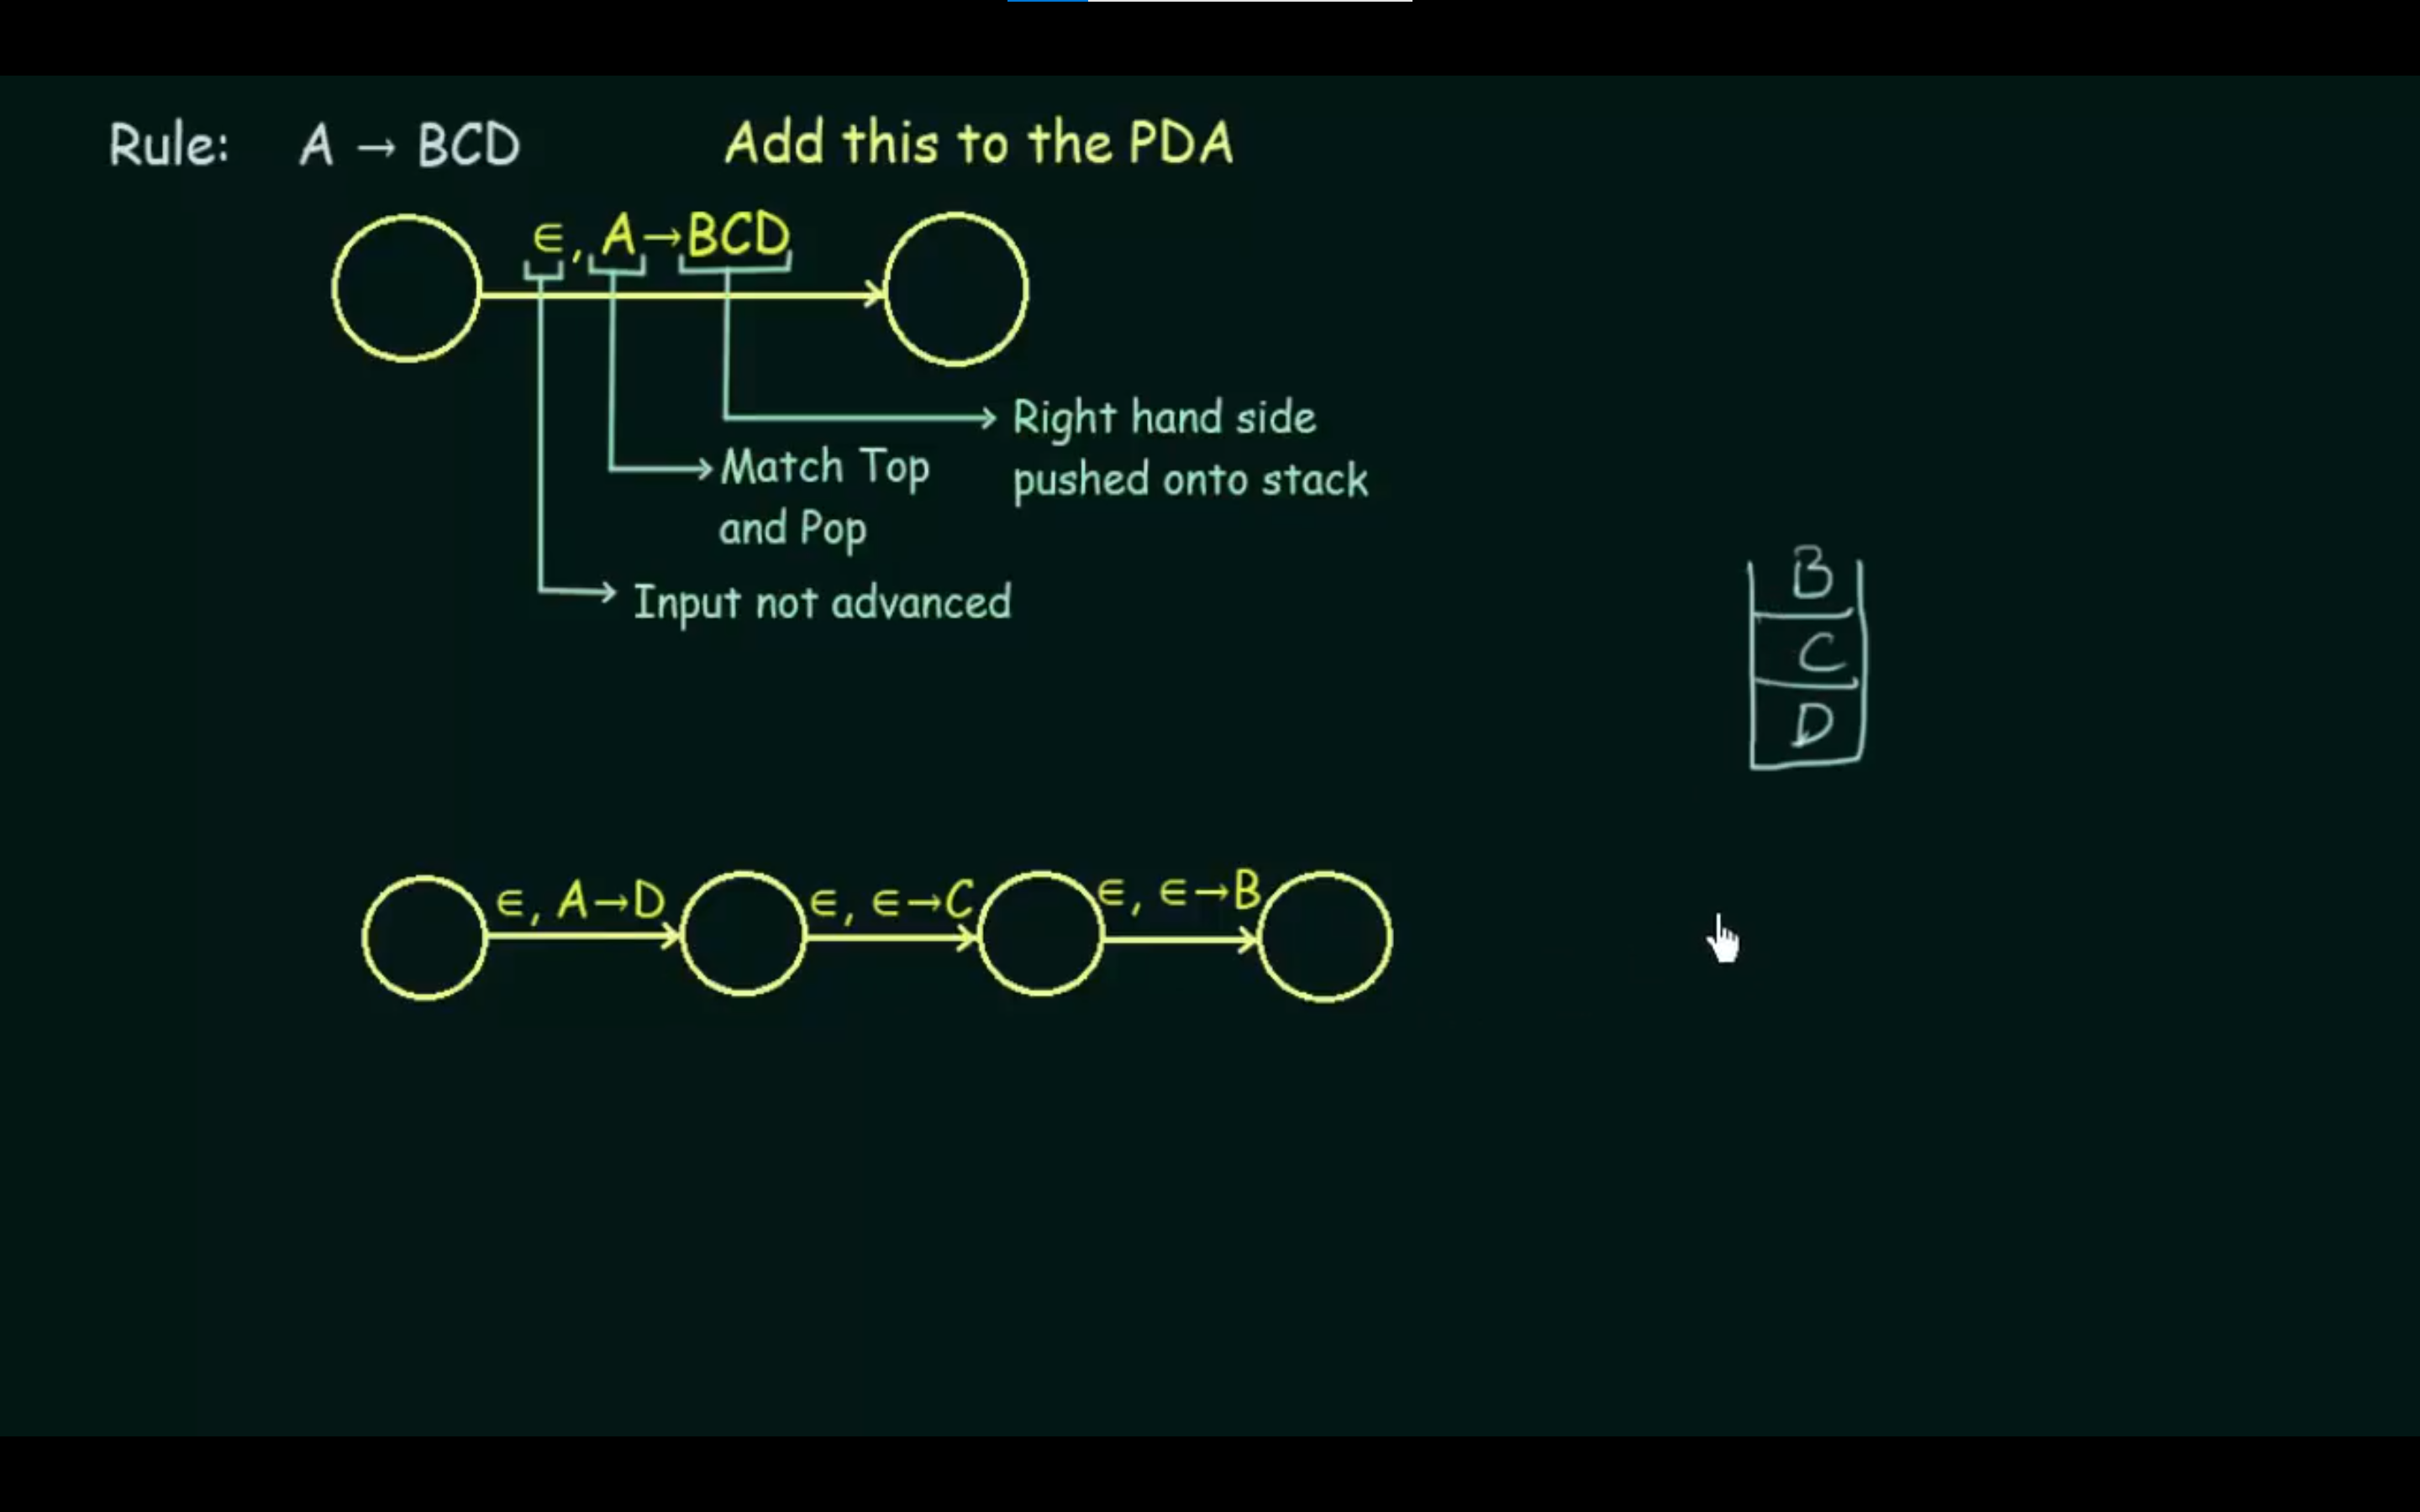 Rule: A → BCD
Add this to the PDA
∈, A→BCD
Right hand side
pushed onto stack
Match Top
and Pop
Input not advanced
B
C
D
∈, A→D
∈, ∈→C
∈, ∈→B